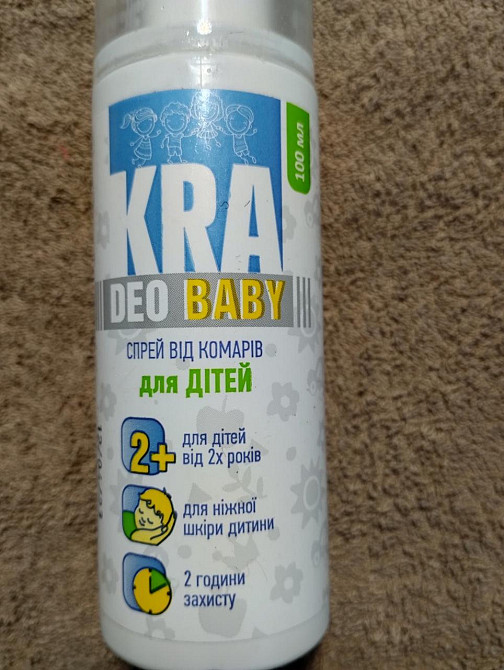 100 мл
KRA
DEO BABY
СПРЕЙ ВІД КОМАРІВ
для ДІТЕЙ
2+
для дітей
від 2х років
для ніжної
шкіри дитини
2 години
захисту